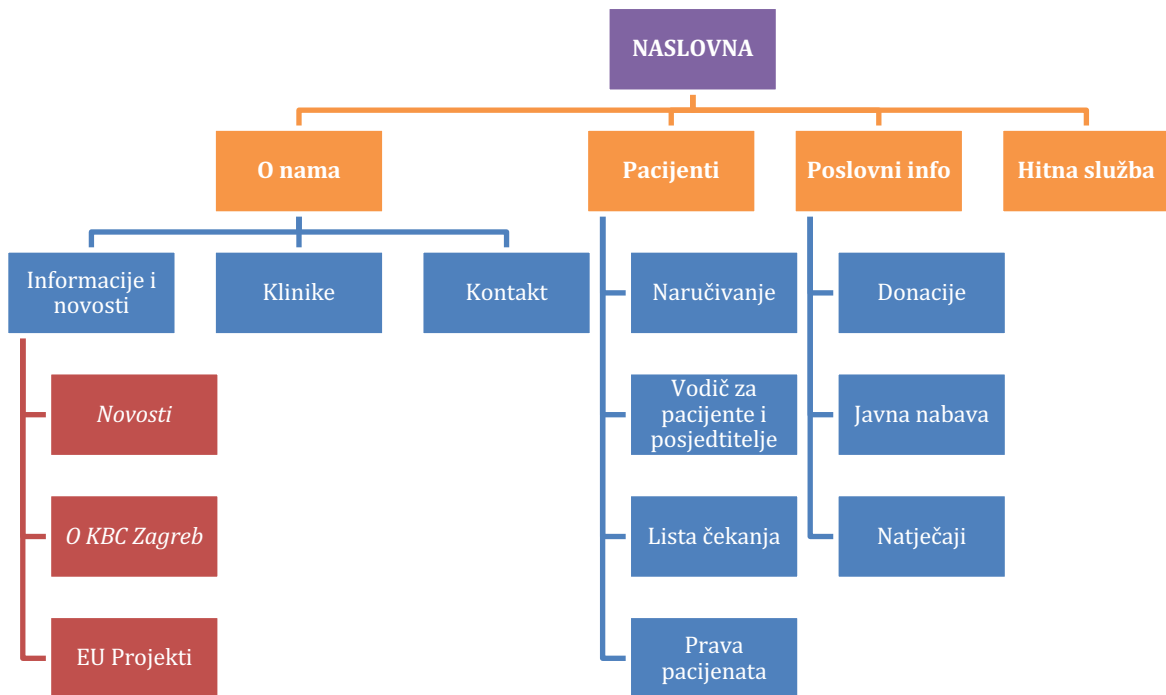 NASLOVNA
O nama
Pacijenti
Poslovni info
Hitna služba
Informacije i
novosti
Klinike
Kontakt
Naručivanje
Donacije
Novosti
Vodič za
pacijente i
posjedtitelje
Javna nabava
O KBC Zagreb
Lista čekanja
Natječaji
EU Projekti
Prava
pacijenata